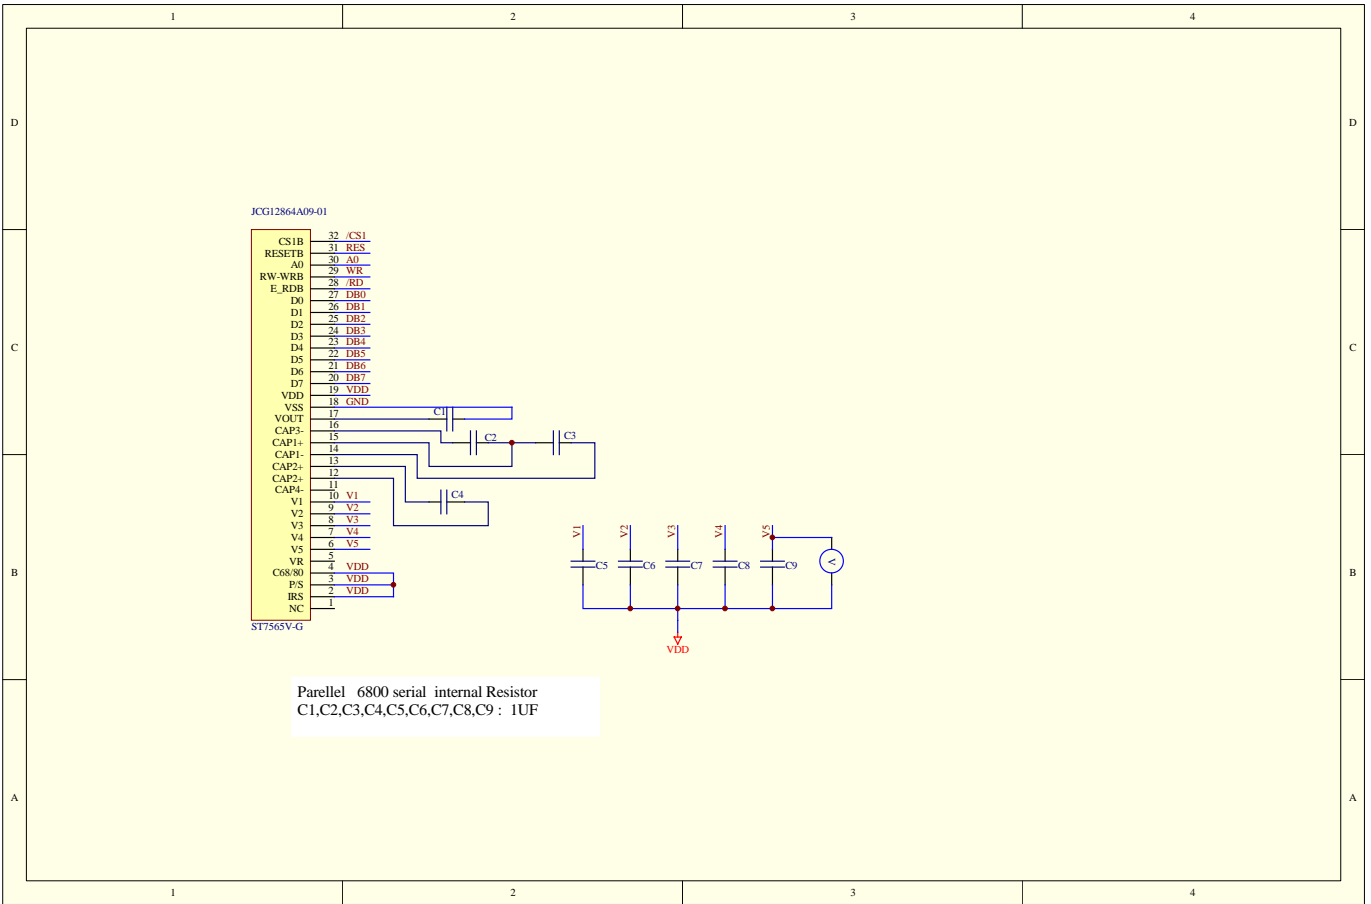 1 2 3 4
D D
JCG12864A09-01
CS1B 32 /CS1
RESETB 31 RES
A0 30 A0
RW-WRB 29 WR
E_RDB 28 /RD
D0 27 DB0
D1 26 DB1
D2 25 DB2
D3 24 DB3
D4 23 DB4
C C
D5 22 DB5
D6 21 DB6
D7 20 DB7
VDD 19 VDD
VSS 18 GND
VOUT 17 C1
CAP3- 16
CAP1+ 15 C2 C3
CAP1- 14
CAP2+ 13
CAP2+ 12
CAP4- 11 C4
V1 10 V1
V2 9 V2
V3 8 V3
V4 7 V4
V5 6 V5
VR 5
C68/80 4 VDD
P/S 3 VDD
IRS 2 VDD
NC 1
ST7565V-G
V1 V2 V3 V4 V5
C5 C6 C7 C8 C9 V
B B
VDD
Parellel 6800 serial internal Resistor
C1,C2,C3,C4,C5,C6,C7,C8,C9 : 1UF
A A
1 2 3 4